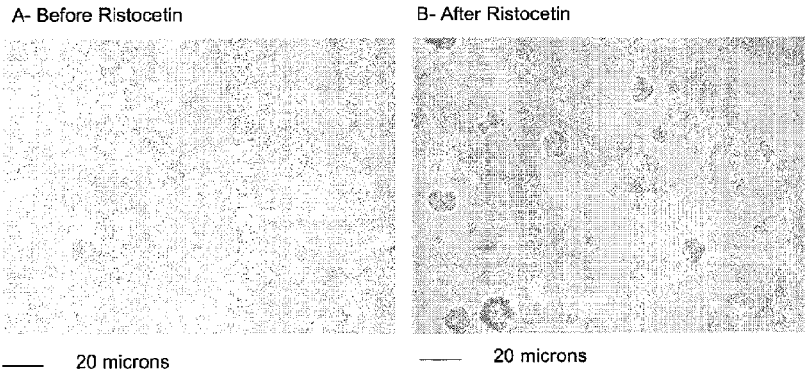 A- Before Ristocetin
B- After Ristocetin
20 microns
20 microns